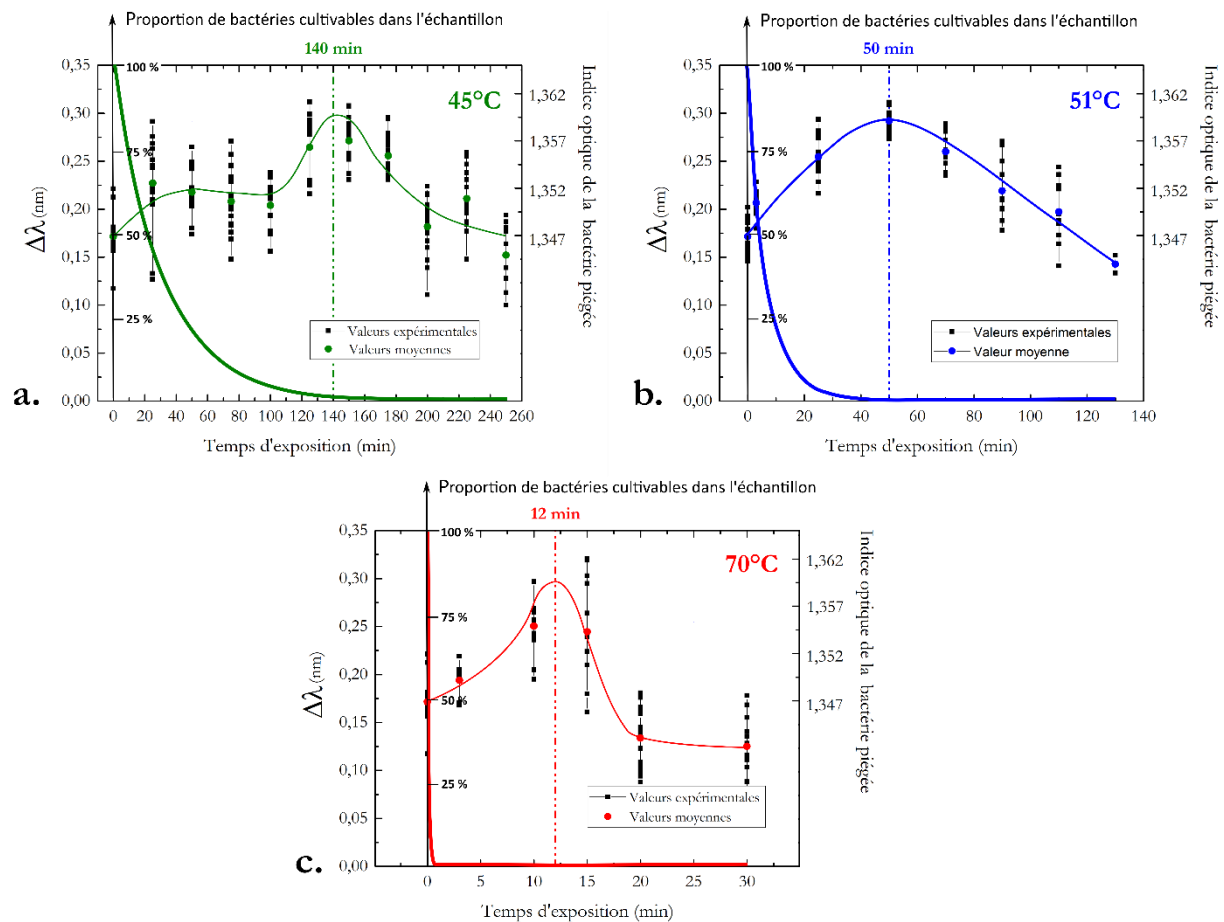 Proportion de bactéries cultivables dans l'échantillon
140 min
0,35
0,30
0,25
0,20
0,15
0,10
0,05
0,00
Δλ (nm)
100 %
75 %
50 %
25 %
45°C
1,362
1,357
1,352
1,347
Indice optique de la bactérie piégée
Valeurs expérimentales
Valeurs moyennes
a.
0 20 40 60 80 100 120 140 160 180 200 220 240 260
Temps d'exposition (min)
Proportion de bactéries cultivables dans l'échantillon
50 min
0,35
0,30
0,25
0,20
0,15
0,10
0,05
0,00
Δλ (nm)
100 %
75 %
50 %
25 %
51°C
1,362
1,357
1,352
1,347
Indice optique de la bactérie piégée
Valeurs expérimentales
Valeur moyenne
b.
0 20 40 60 80 100 120 140
Temps d'exposition (min)
Proportion de bactéries cultivables dans l'échantillon
12 min
0,35
0,30
0,25
0,20
0,15
0,10
0,05
0,00
Δλ (nm)
100 %
75 %
50 %
25 %
70°C
1,362
1,357
1,352
1,347
Indice optique de la bactérie piégée
Valeurs expérimentales
Valeurs moyennes
c.
0 5 10 15 20 25 30
Temps d'exposition (min)